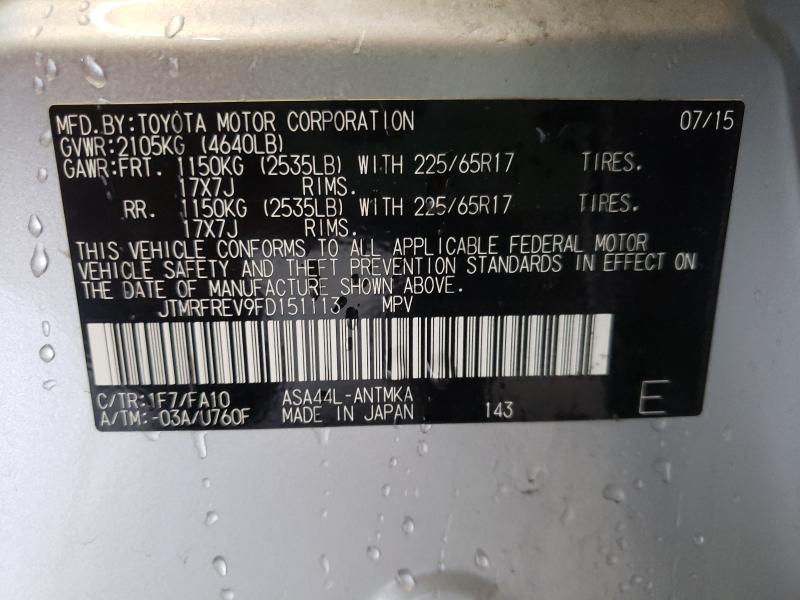 MFD.BY:TOYOTA MOTOR CORPORATION 07/15
GVWR:2105KG (4640LB)
GAWR:FRT. 1150KG (2535LB) WITH 225/65R17 TIRES.
17X7J RIMS.
RR. 1150KG (2535LB) WITH 225/65R17 TIRES.
17X7J RIMS.
THIS VEHICLE CONFORMS TO ALL APPLICABLE FEDERAL MOTOR
VEHICLE SAFETY AND THEFT PREVENTION STANDARDS IN EFFECT ON
THE DATE OF MANUFACTURE SHOWN ABOVE.
JTMRFREV9FD151113 MPV
C/TR:1F7/FA10 ASA44L-ANTMKA
A/TM:-03A/U760F MADE IN JAPAN 143 E